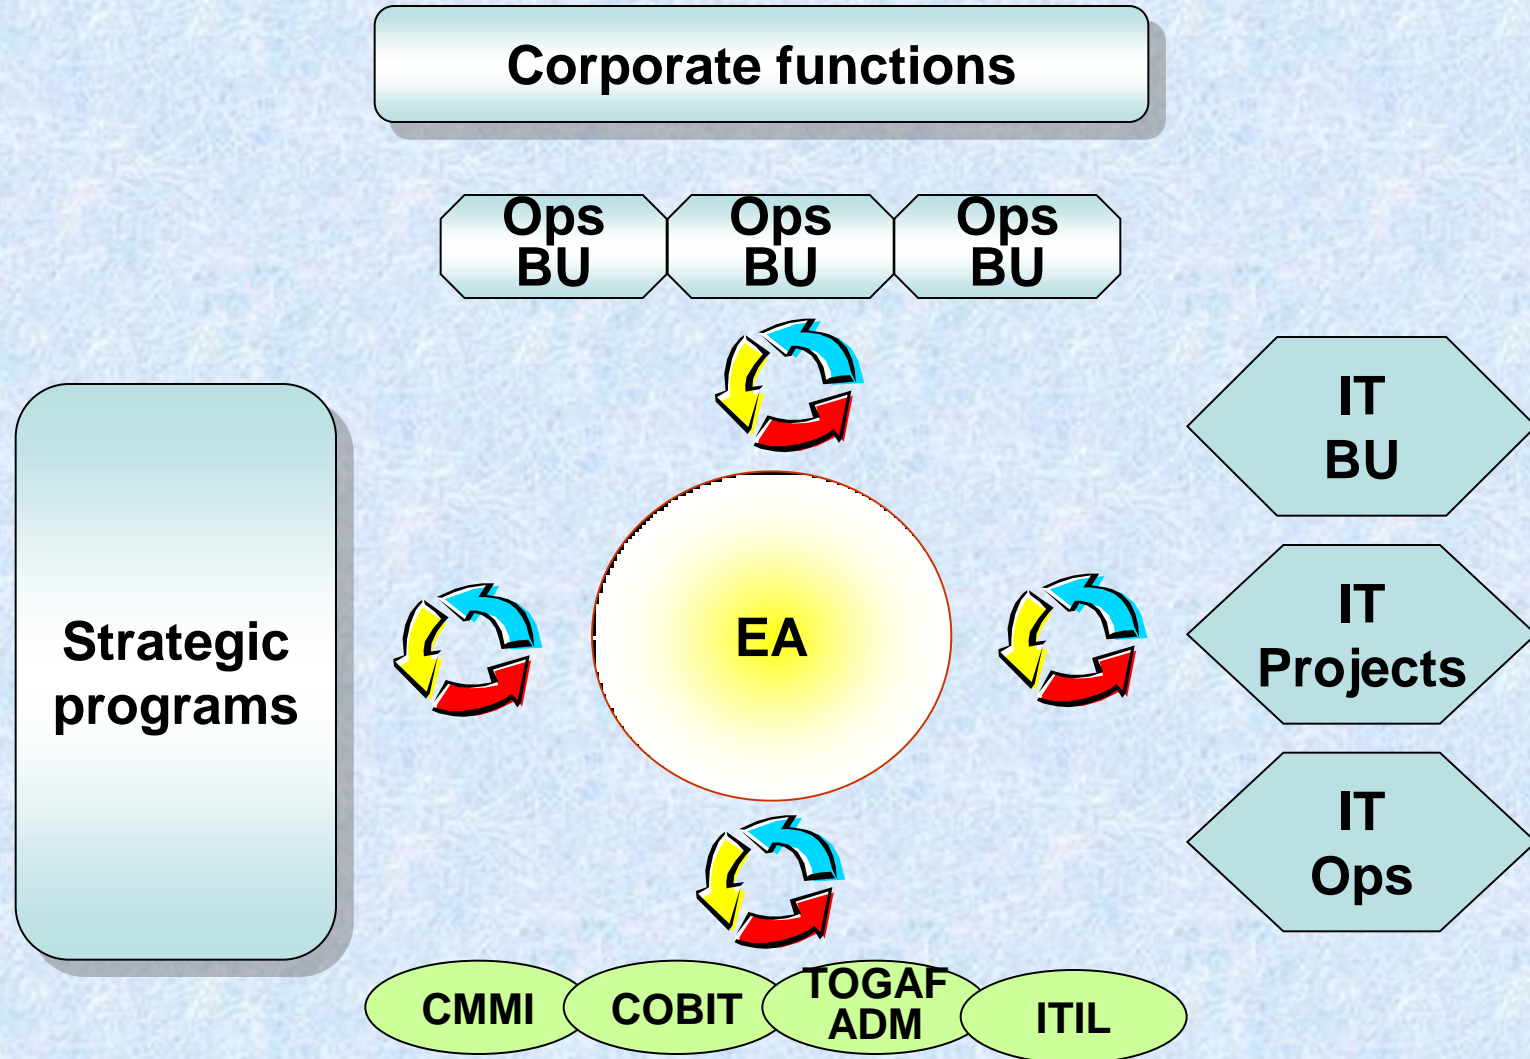 Corporate functions
Ops
BU
Ops
BU
Ops
BU
Strategic
programs
EA
IT
BU
IT
Projects
IT
Ops
CMMI
COBIT
TOGAF
ADM
ITIL